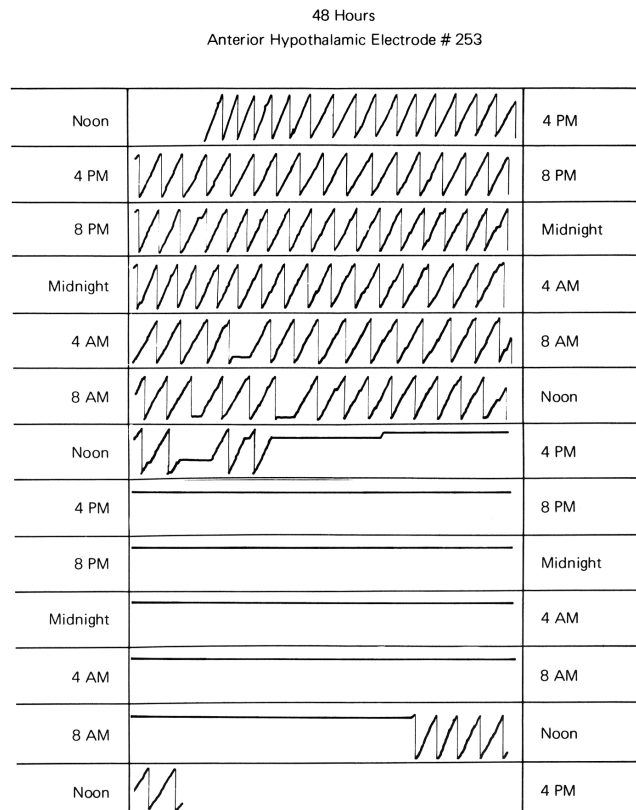 48 Hours
Anterior Hypothalamic Electrode # 253
Noon 4 PM
4 PM 8 PM
8 PM Midnight
Midnight 4 AM
4 AM 8 AM
8 AM Noon
Noon 4 PM
4 PM 8 PM
8 PM Midnight
Midnight 4 AM
4 AM 8 AM
8 AM Noon
Noon 4 PM